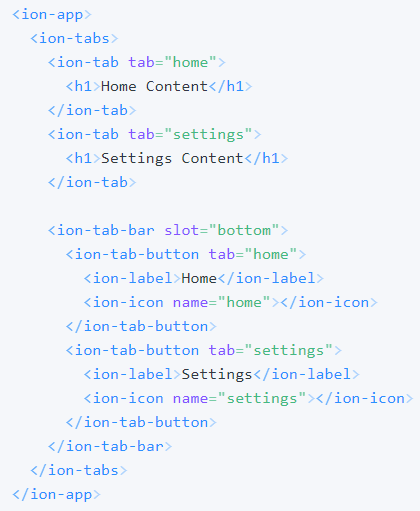 <ion-app>
  <ion-tabs>
    <ion-tab tab="home">
      <h1>Home Content</h1>
    </ion-tab>
    <ion-tab tab="settings">
      <h1>Settings Content</h1>
    </ion-tab>

    <ion-tab-bar slot="bottom">
      <ion-tab-button tab="home">
        <ion-label>Home</ion-label>
        <ion-icon name="home"></ion-icon>
      </ion-tab-button>
      <ion-tab-button tab="settings">
        <ion-label>Settings</ion-label>
        <ion-icon name="settings"></ion-icon>
      </ion-tab-button>
    </ion-tab-bar>
  </ion-tabs>
</ion-app>